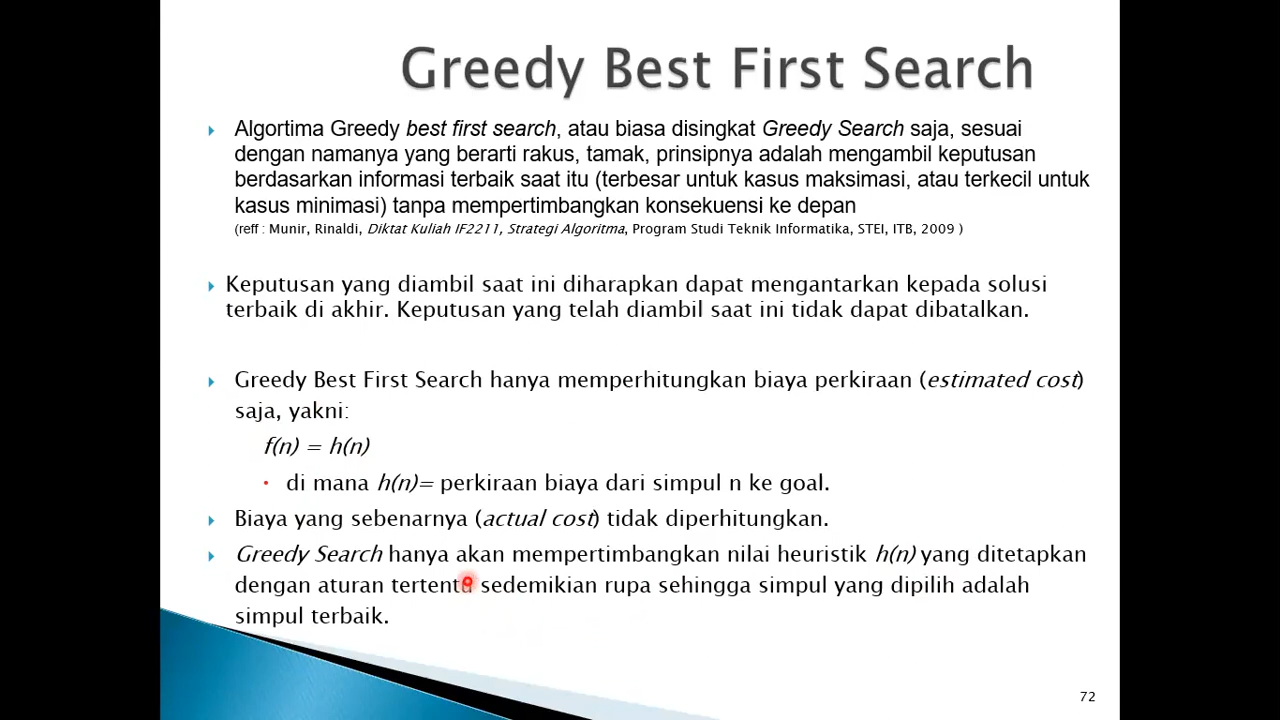 Greedy Best First Search
Algortima Greedy best first search, atau biasa disingkat Greedy Search saja, sesuai
dengan namanya yang berarti rakus, tamak, prinsipnya adalah mengambil keputusan
berdasarkan informasi terbaik saat itu (terbesar untuk kasus maksimasi, atau terkecil untuk
kasus minimasi) tanpa mempertimbangkan konsekuensi ke depan
(reff : Munir, Rinaldi, Diktat Kuliah IF2211, Strategi Algoritma, Program Studi Teknik Informatika, STEI, ITB, 2009 )
Keputusan yang diambil saat ini diharapkan dapat mengantarkan kepada solusi
terbaik di akhir. Keputusan yang telah diambil saat ini tidak dapat dibatalkan.
Greedy Best First Search hanya memperhitungkan biaya perkiraan (estimated cost)
saja, yakni:
f(n) = h(n)
di mana h(n)= perkiraan biaya dari simpul n ke goal.
Biaya yang sebenarnya (actual cost) tidak diperhitungkan.
Greedy Search hanya akan mempertimbangkan nilai heuristik h(n) yang ditetapkan
dengan aturan tertentu sedemikian rupa sehingga simpul yang dipilih adalah
simpul terbaik.
72